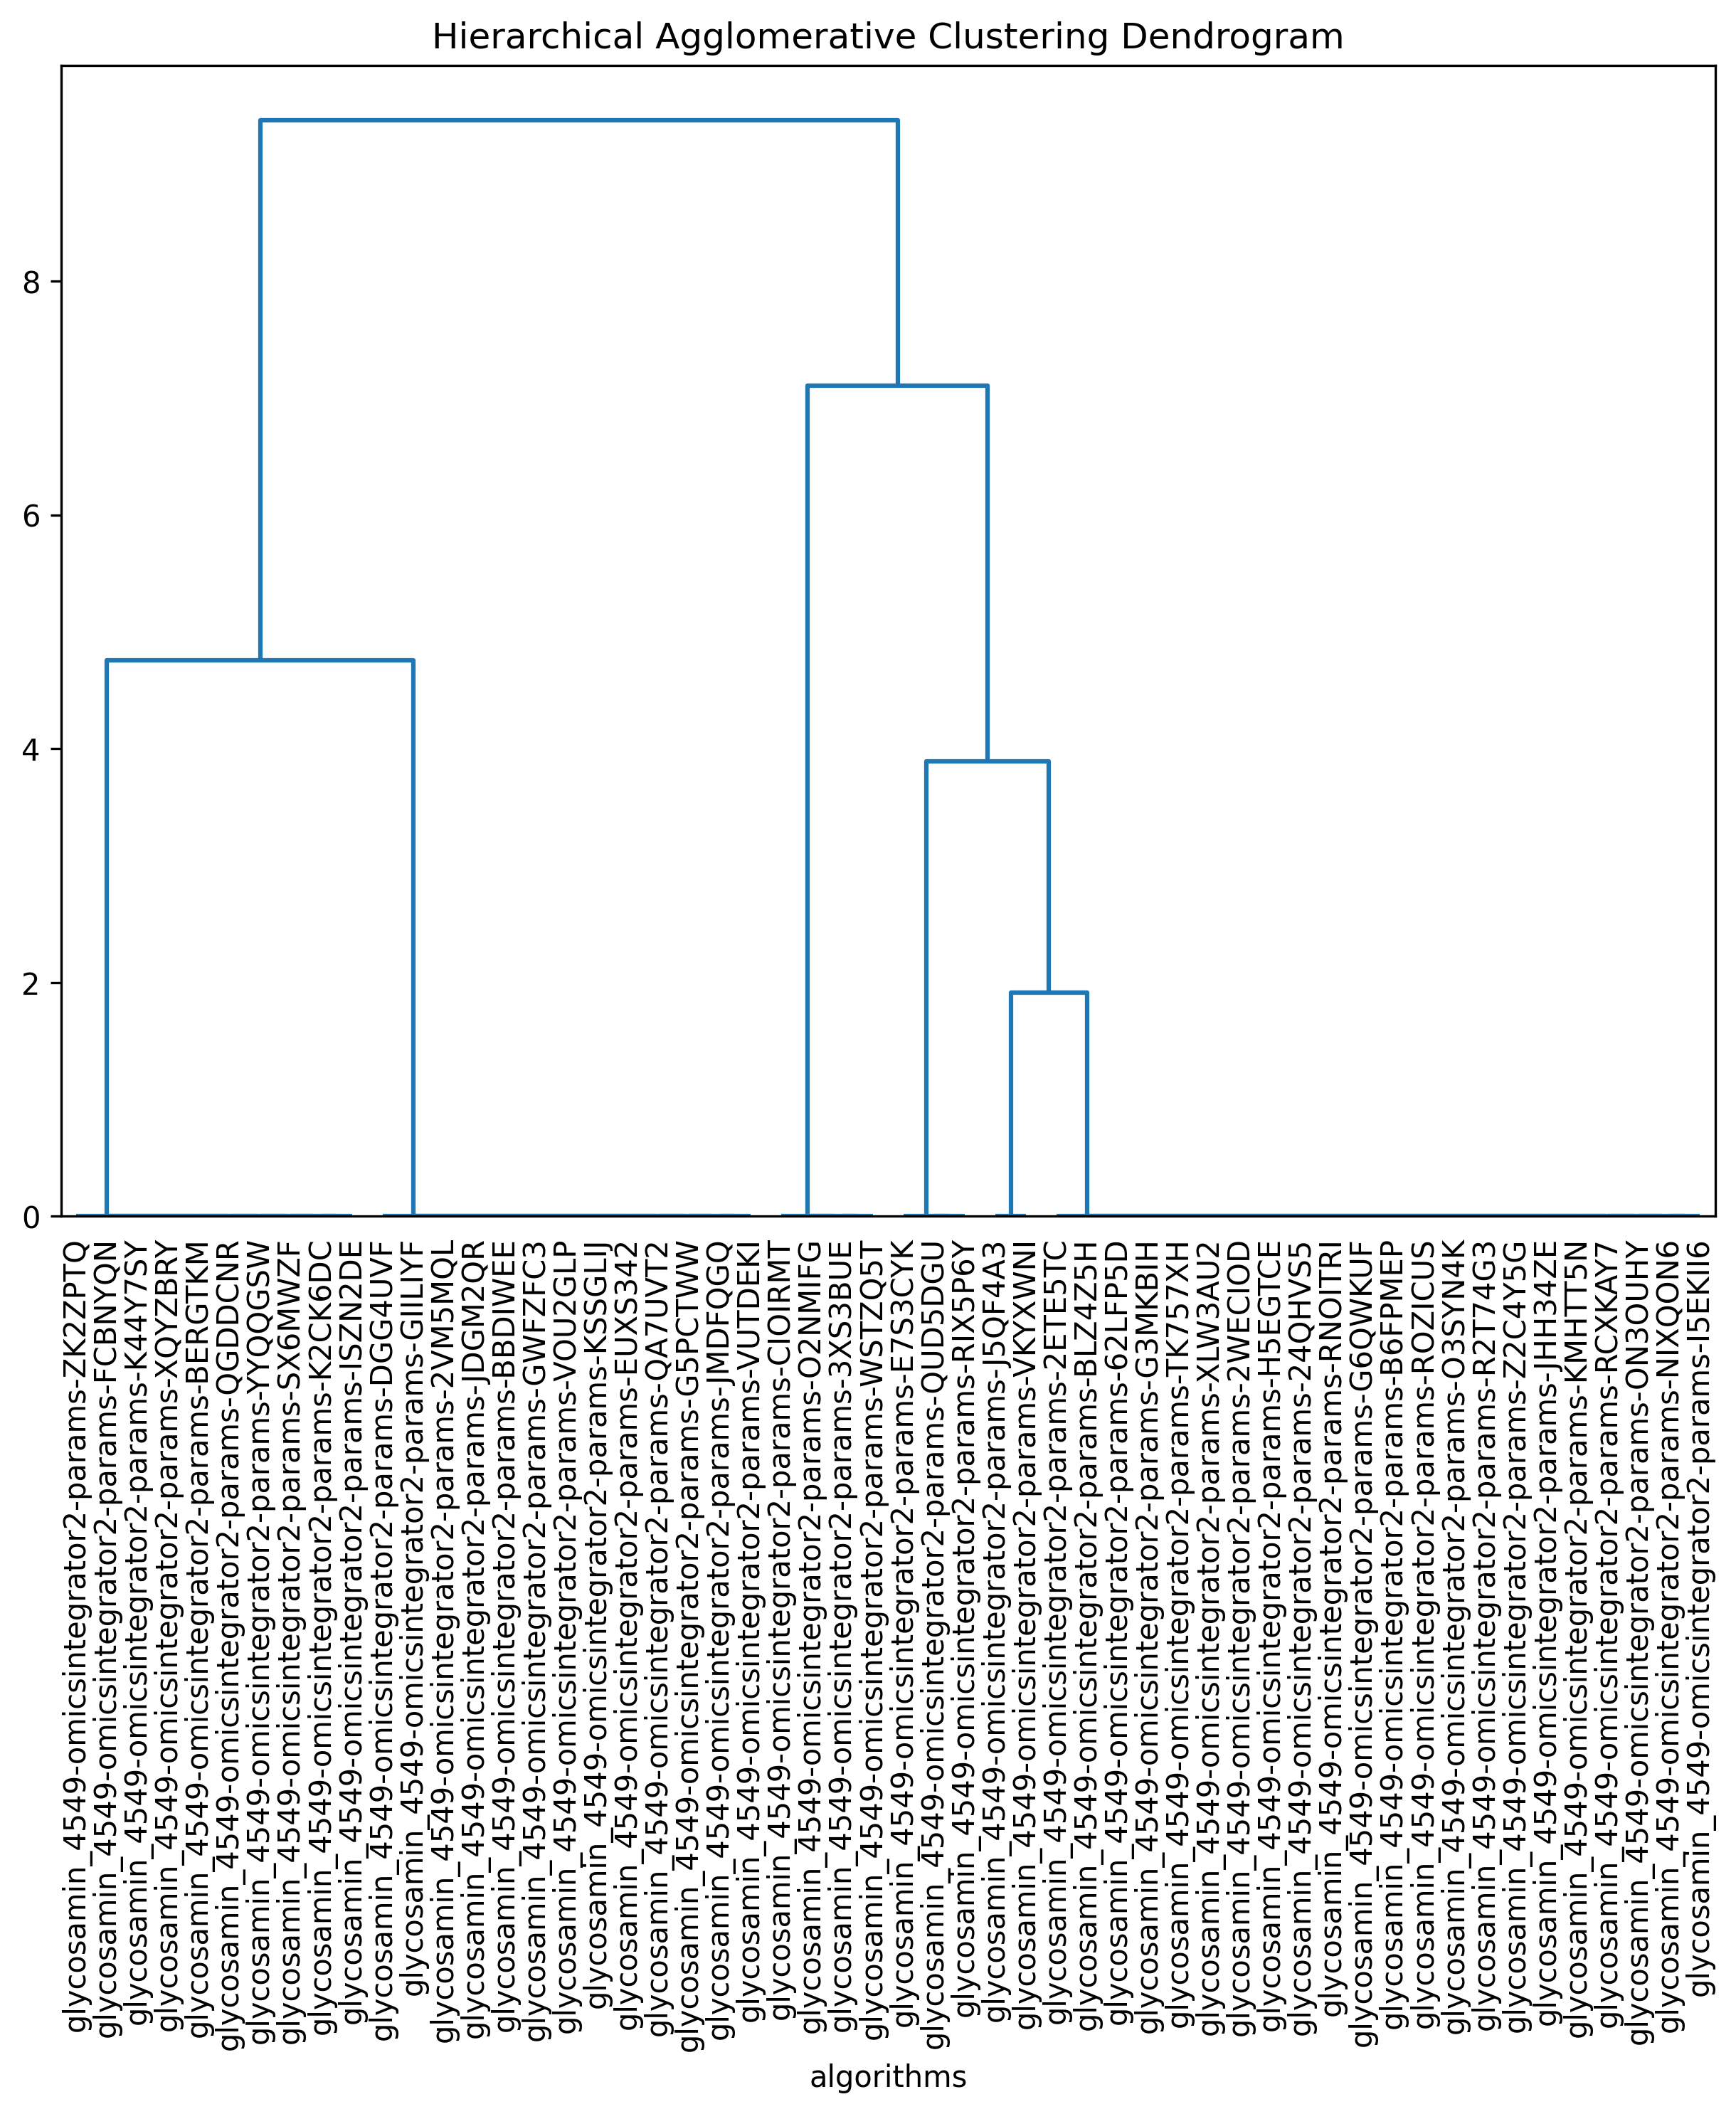 Hierarchical Agglomerative Clustering Dendrogram
8
6
4
2
0
glycosamin_4549-omicsintegrator2-params-ZK2ZPTQ
glycosamin_4549-omicsintegrator2-params-FCBNYQN
glycosamin_4549-omicsintegrator2-params-K44Y7SY
glycosamin_4549-omicsintegrator2-params-XQYZBRY
glycosamin_4549-omicsintegrator2-params-BERGTKM
glycosamin_4549-omicsintegrator2-params-QGDDCNR
glycosamin_4549-omicsintegrator2-params-YYQQGSW
glycosamin_4549-omicsintegrator2-params-SX6MWZF
glycosamin_4549-omicsintegrator2-params-K2CK6DC
glycosamin_4549-omicsintegrator2-params-ISZN2DE
glycosamin_4549-omicsintegrator2-params-DGG4UVF
glycosamin_4549-omicsintegrator2-params-GIILIYF
glycosamin_4549-omicsintegrator2-params-2VM5MQL
glycosamin_4549-omicsintegrator2-params-JDGM2QR
glycosamin_4549-omicsintegrator2-params-BBDIWEE
glycosamin_4549-omicsintegrator2-params-GWFZFC3
glycosamin_4549-omicsintegrator2-params-VOU2GLP
glycosamin_4549-omicsintegrator2-params-KSSGLIJ
glycosamin_4549-omicsintegrator2-params-EUXS342
glycosamin_4549-omicsintegrator2-params-QA7UVT2
glycosamin_4549-omicsintegrator2-params-G5PCTWW
glycosamin_4549-omicsintegrator2-params-JMDFQGQ
glycosamin_4549-omicsintegrator2-params-VUTDEKI
glycosamin_4549-omicsintegrator2-params-CIOIRMT
glycosamin_4549-omicsintegrator2-params-O2NMIFG
glycosamin_4549-omicsintegrator2-params-3XS3BUE
glycosamin_4549-omicsintegrator2-params-WSTZQ5T
glycosamin_4549-omicsintegrator2-params-E7S3CYK
glycosamin_4549-omicsintegrator2-params-QUD5DGU
glycosamin_4549-omicsintegrator2-params-RIX5P6Y
glycosamin_4549-omicsintegrator2-params-J5QF4A3
glycosamin_4549-omicsintegrator2-params-VKYXWNI
glycosamin_4549-omicsintegrator2-params-2ETE5TC
glycosamin_4549-omicsintegrator2-params-BLZ4Z5H
glycosamin_4549-omicsintegrator2-params-62LFP5D
glycosamin_4549-omicsintegrator2-params-G3MKBIH
glycosamin_4549-omicsintegrator2-params-TK757XH
glycosamin_4549-omicsintegrator2-params-XLW3AU2
glycosamin_4549-omicsintegrator2-params-2WECIOD
glycosamin_4549-omicsintegrator2-params-H5EGTCE
glycosamin_4549-omicsintegrator2-params-24QHVS5
glycosamin_4549-omicsintegrator2-params-RNOITRI
glycosamin_4549-omicsintegrator2-params-G6QWKUF
glycosamin_4549-omicsintegrator2-params-B6FPMEP
glycosamin_4549-omicsintegrator2-params-ROZICUS
glycosamin_4549-omicsintegrator2-params-O3SYN4K
glycosamin_4549-omicsintegrator2-params-R2T74G3
glycosamin_4549-omicsintegrator2-params-Z2C4Y5G
glycosamin_4549-omicsintegrator2-params-JHH34ZE
glycosamin_4549-omicsintegrator2-params-KMHTT5N
glycosamin_4549-omicsintegrator2-params-RCXKAY7
glycosamin_4549-omicsintegrator2-params-ON3OUHY
glycosamin_4549-omicsintegrator2-params-NIXQON6
glycosamin_4549-omicsintegrator2-params-I5EKII6
algorithms